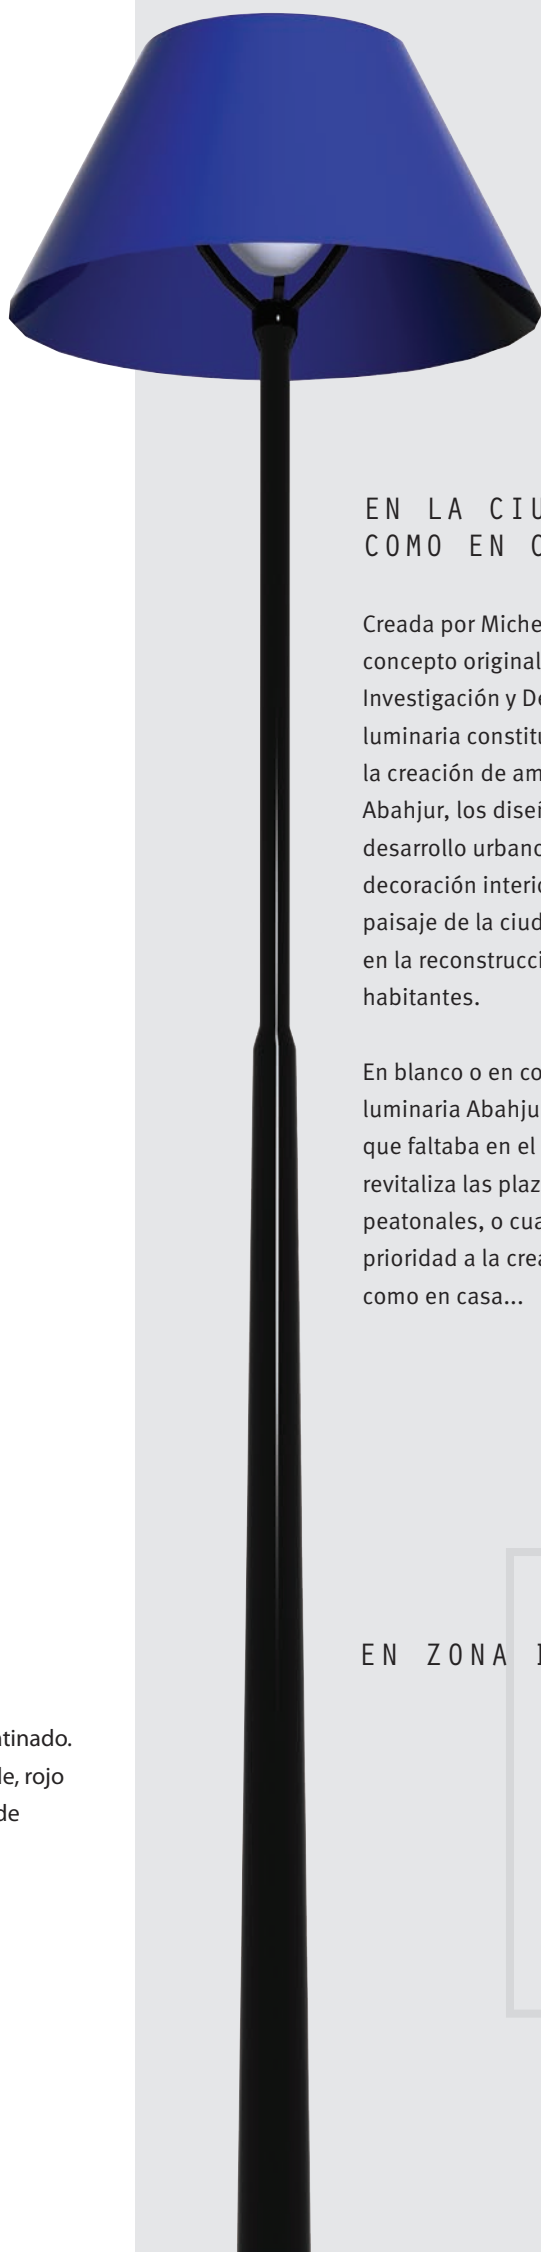 EN LA CIU
COMO EN
Creada por Miche
concepto original
Investigación y De
luminaria constitu
la creación de am
Abahjur, los diseñ
desarrollo urbano
decoración interio
paisaje de la ciud
en la reconstrucci
habitantes.
En blanco o en co
luminaria Abahju
que faltaba en el
revitaliza las plaz
peatonales, o cua
prioridad a la crea
como en casa...
EN ZONA
tinado.
le, rojo
de